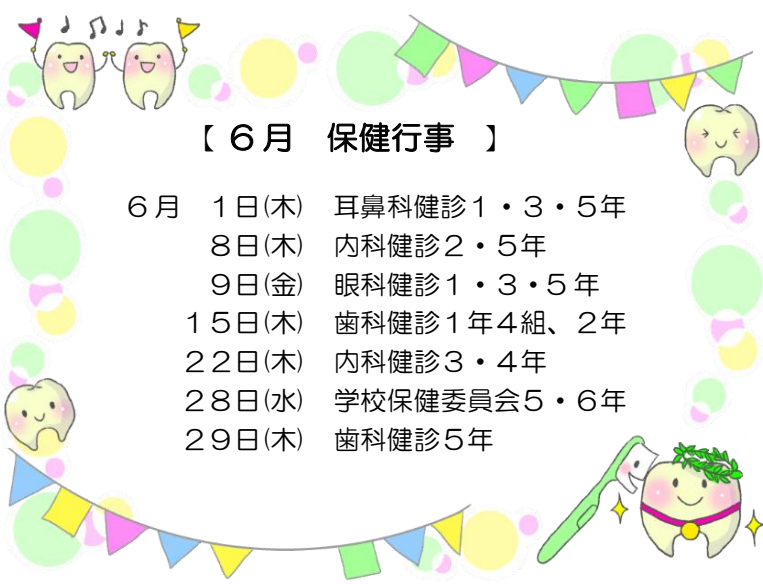 【 ６月　保健行事　】
６月　１日(木)　耳鼻科健診１・３・５年
８日(木)　内科健診２・５年
９日(金)　眼科健診１・３・５年
１５日(木)　歯科健診１年４組、２年
２２日(木)　内科健診３・４年
２８日(水)　学校保健委員会５・６年
２９日(木)　歯科健診５年